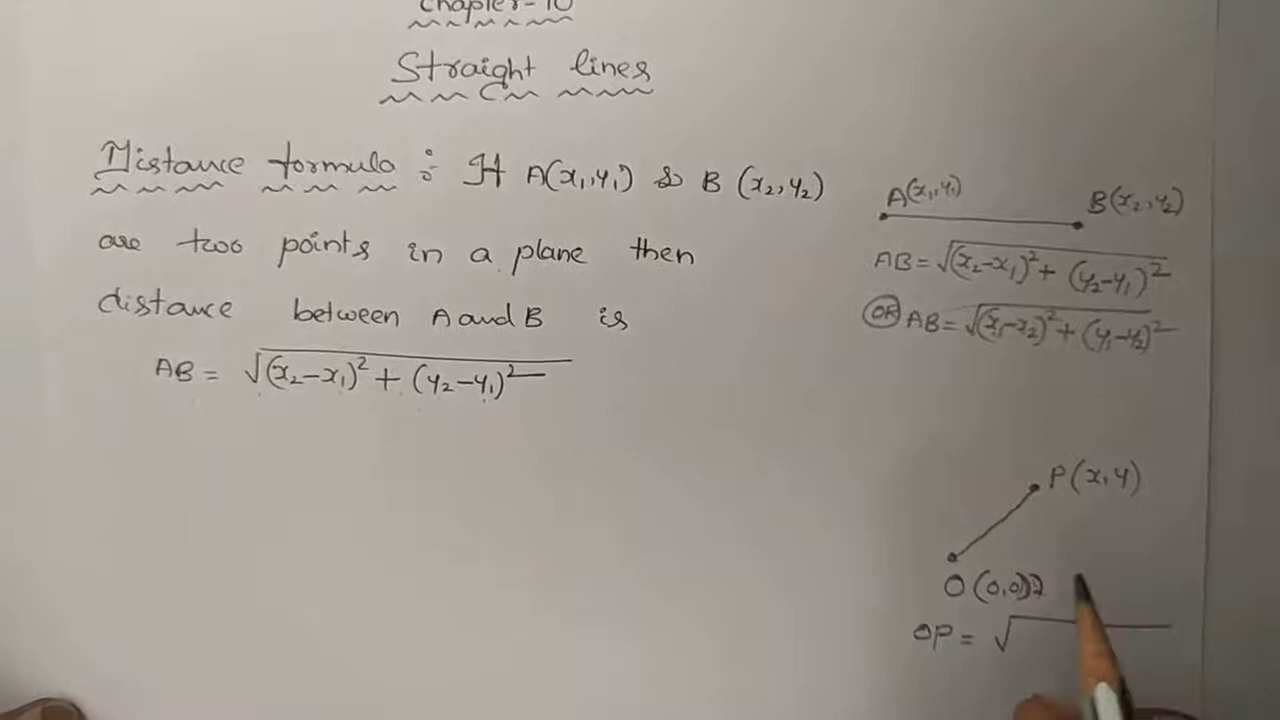 Chapter-10
Straight lines
Distance formula : If A(x₁,y₁) & B (x₂,y₂)
are two points in a plane then
distance between A and B is
AB = √(x₂-x₁)² + (y₂-y₁)²
A(x₁,y₁) B(x₂,y₂)
AB = √(x₂-x₁)² + (y₂-y₁)²
OR AB = √(x₁-x₂)² + (y₁-y₂)²
P(x,y)
O(0,0)
OP = √